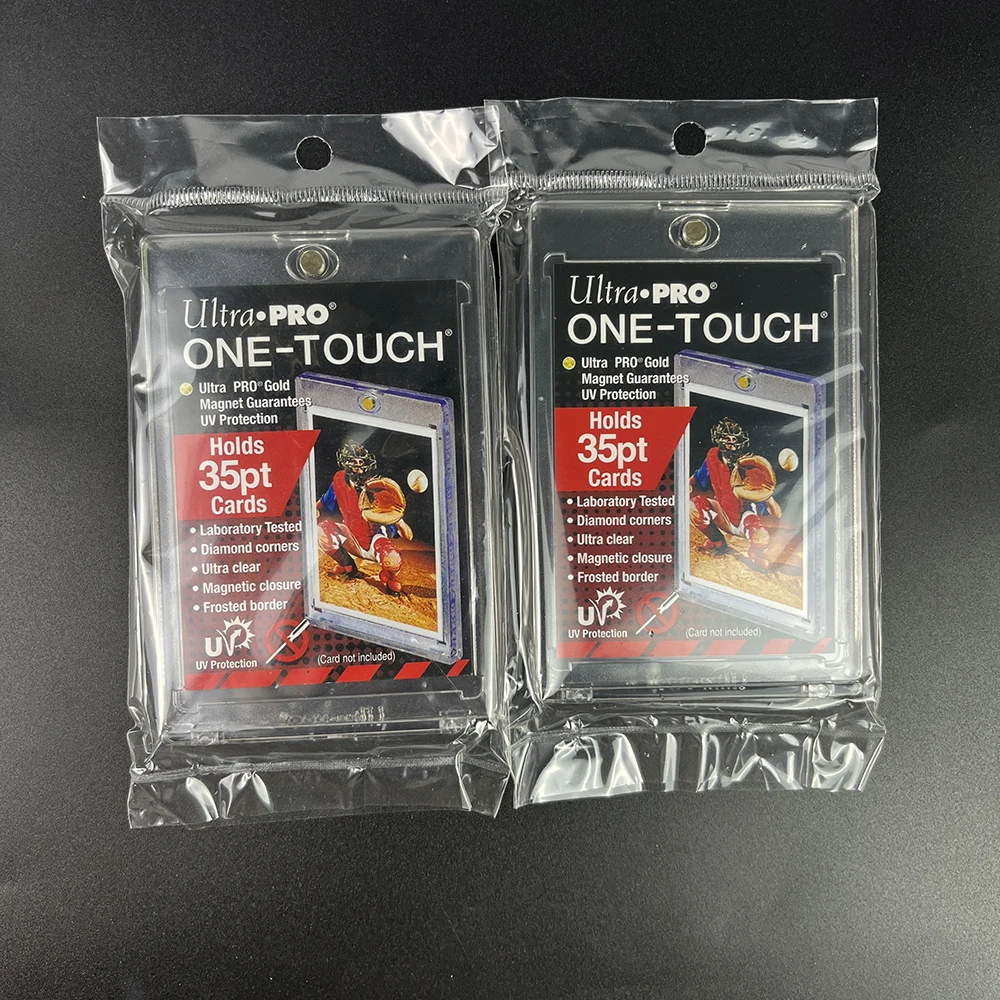 Ultra•PRO®
ONE-TOUCH®
Ultra PRO® Gold
Magnet Guarantees
UV Protection
Holds
35pt
Cards
• Laboratory Tested
• Diamond corners
• Ultra clear
• Magnetic closure
• Frosted border
UV
UV Protection
(Card not included)
Ultra•PRO®
ONE-TOUCH®
Ultra PRO® Gold
Magnet Guarantees
UV Protection
Holds
35pt
Cards
• Laboratory Tested
• Diamond corners
• Ultra clear
• Magnetic closure
• Frosted border
UV
UV Protection
(Card not included)